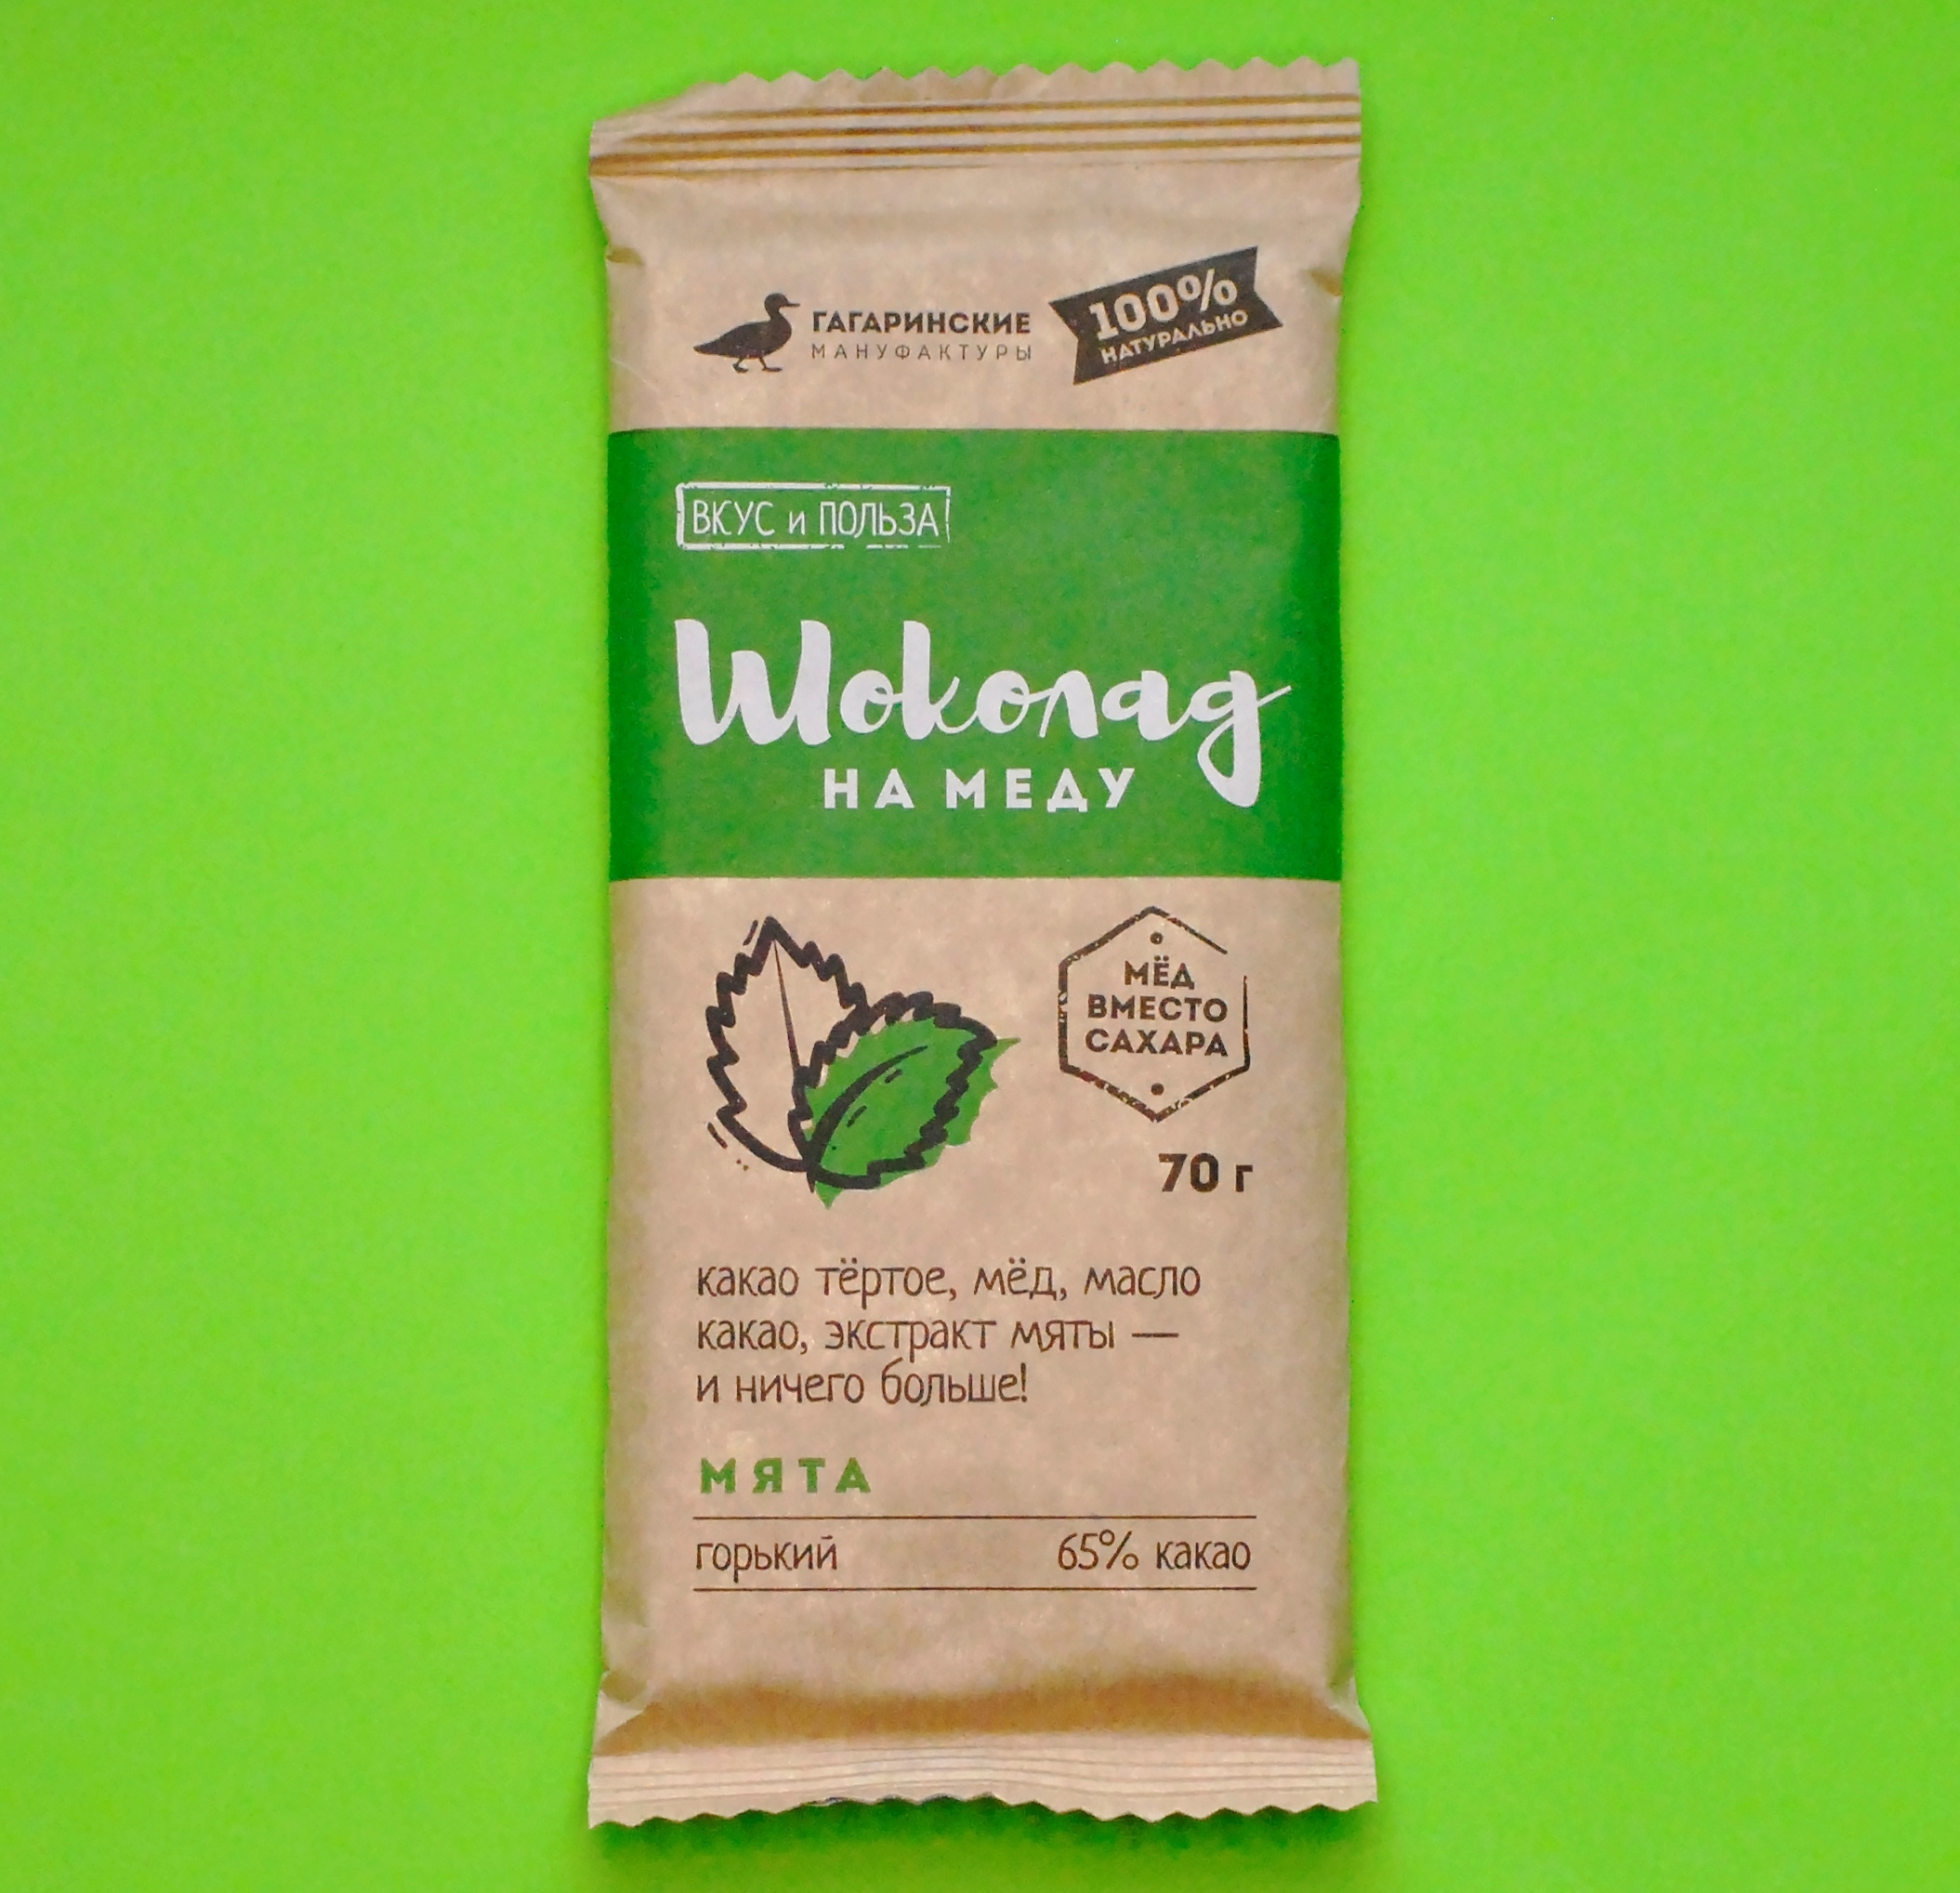 ГАГАРИНСКИЕ
МАНУФАКТУРЫ
100%
НАТУРАЛЬНО
ВКУС и ПОЛЬЗА
Шоколад
НА МЕДУ
МЁД
ВМЕСТО
САХАРА
70 г
какао тёртое, мёд, масло
какао, экстракт мяты —
и ничего больше!
МЯТА
горький 65% какао